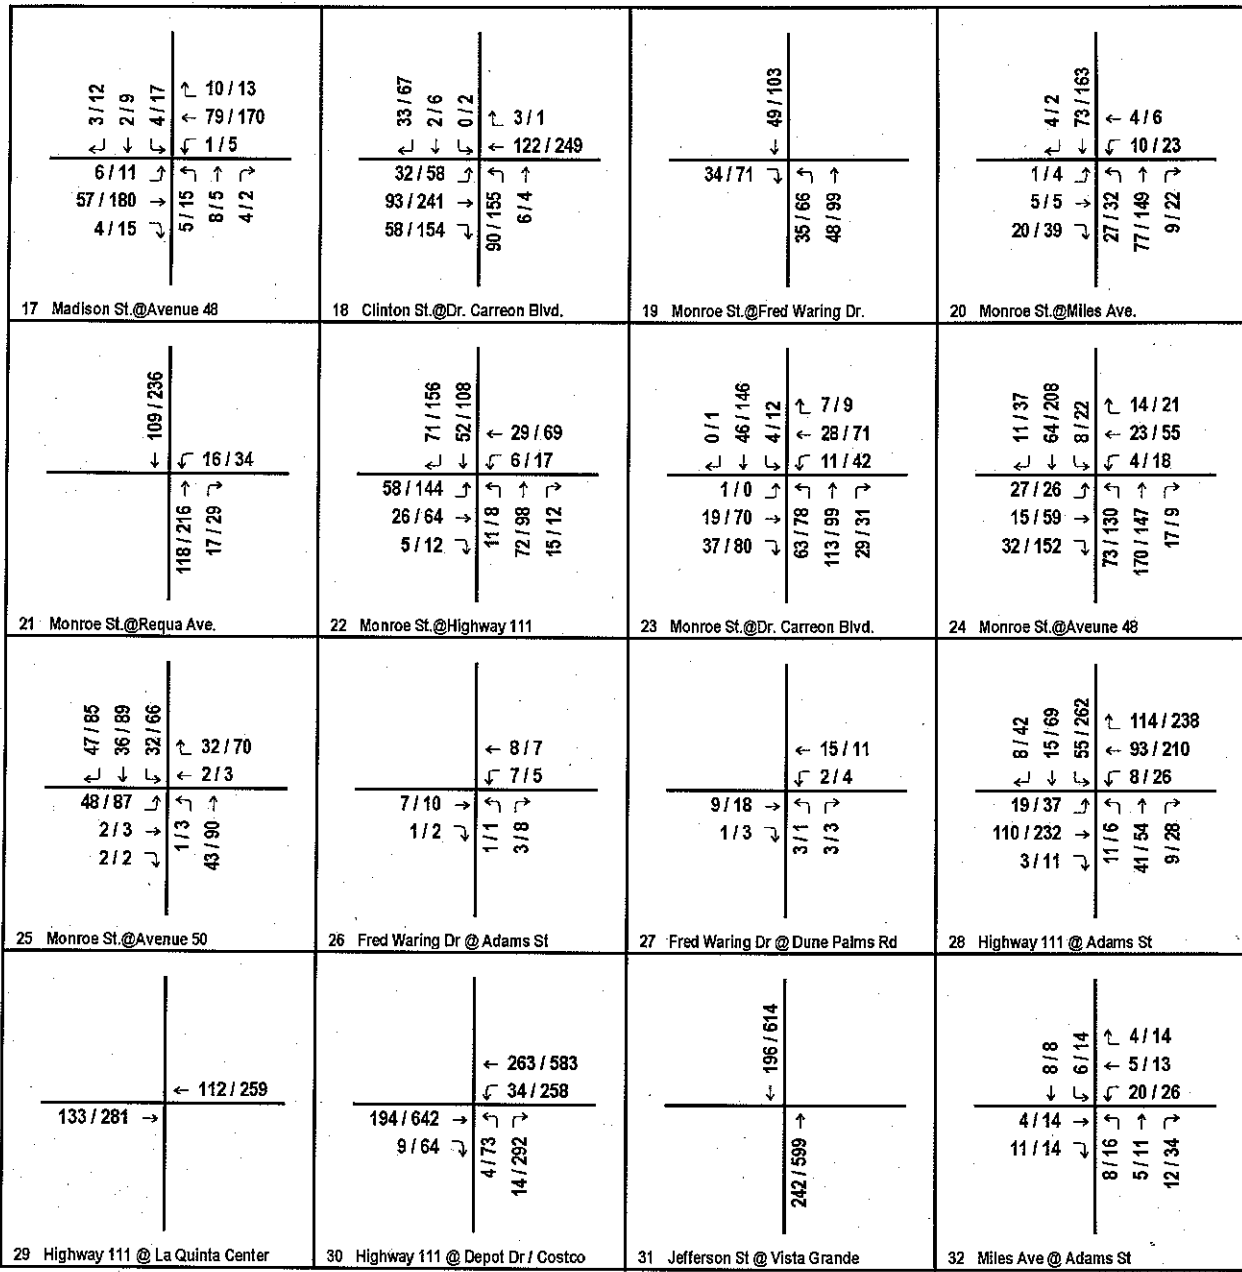 3 / 12
2 / 9
4 / 17
↰ 10 / 13
← 79 / 170
↙ 1 / 5
6 / 11
57 / 180 →
4 / 15
5 / 15
8 / 5
4 / 2
17 Madison St.@Avenue 48
33 / 67
2 / 6
0 / 2
3 / 1
← 122 / 249
32 / 58
93 / 241 →
58 / 154
90 / 155
6 / 4
18 Clinton St.@Dr. Carreon Blvd.
49 / 103
34 / 71
35 / 66
48 / 99
19 Monroe St.@Fred Waring Dr.
4 / 2
73 / 163
← 4 / 6
10 / 23
1 / 4
5 / 5 →
20 / 39
27 / 32
77 / 149
9 / 22
20 Monroe St.@Miles Ave.
109 / 236
16 / 34
118 / 216
17 / 29
21 Monroe St.@Requa Ave.
71 / 156
52 / 108
← 29 / 69
6 / 17
58 / 144
26 / 64 →
5 / 12
11 / 8
72 / 98
15 / 12
22 Monroe St.@Highway 111
0 / 1
46 / 146
4 / 12
7 / 9
← 28 / 71
11 / 42
1 / 0
19 / 70 →
37 / 80
63 / 78
113 / 99
29 / 31
23 Monroe St.@Dr. Carreon Blvd.
11 / 37
64 / 208
8 / 22
14 / 21
← 23 / 55
4 / 18
27 / 26
15 / 59 →
32 / 152
73 / 130
170 / 147
17 / 9
24 Monroe St.@Aveune 48
47 / 85
36 / 89
32 / 66
32 / 70
← 2 / 3
48 / 87
2 / 3 →
2 / 2
1 / 3
43 / 90
25 Monroe St.@Avenue 50
← 8 / 7
7 / 5
7 / 10 →
1 / 2
1 / 1
3 / 8
26 Fred Waring Dr @ Adams St
← 15 / 11
2 / 4
9 / 18 →
1 / 3
3 / 1
3 / 3
27 Fred Waring Dr @ Dune Palms Rd
8 / 42
15 / 69
55 / 262
114 / 238
← 93 / 210
8 / 26
19 / 37
110 / 232 →
3 / 11
11 / 6
41 / 54
9 / 28
28 Highway 111 @ Adams St
← 112 / 259
133 / 281 →
29 Highway 111 @ La Quinta Center
← 263 / 583
34 / 258
194 / 642 →
9 / 64
4 / 73
14 / 292
30 Highway 111 @ Depot Dr / Costco
196 / 614
242 / 599
31 Jefferson St @ Vista Grande
8 / 8
6 / 14
4 / 14
← 5 / 13
20 / 26
4 / 14 →
11 / 14
8 / 16
5 / 11
12 / 34
32 Miles Ave @ Adams St